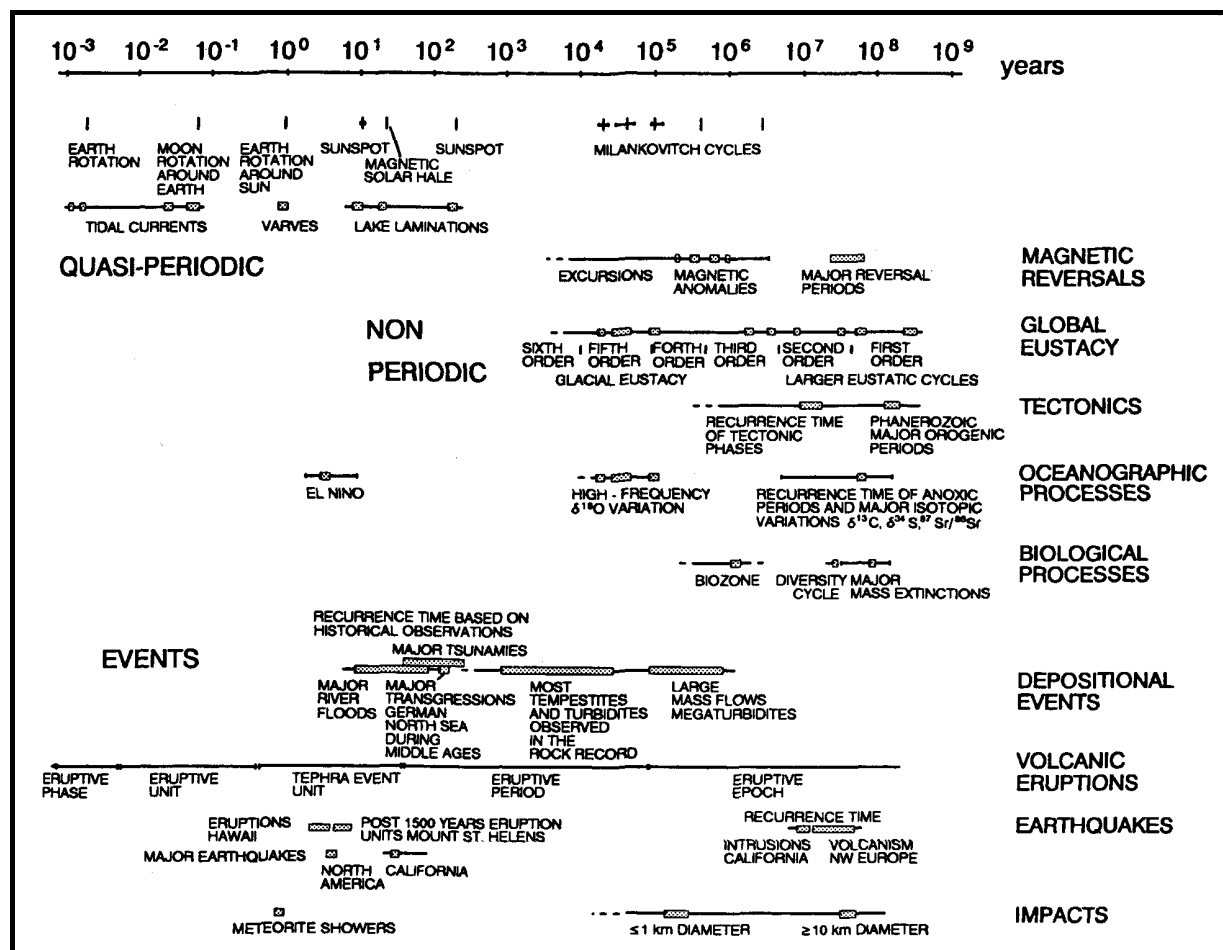 10⁻³ 10⁻² 10⁻¹ 10⁰ 10¹ 10² 10³ 10⁴ 10⁵ 10⁶ 10⁷ 10⁸ 10⁹
years
EARTH
ROTATION
MOON
ROTATION
AROUND
EARTH
EARTH
ROTATION
AROUND
SUN
SUNSPOT
MAGNETIC
SOLAR HALE
SUNSPOT
MILANKOVITCH CYCLES
TIDAL CURRENTS
VARVES
LAKE LAMINATIONS
QUASI-PERIODIC
EXCURSIONS
MAGNETIC
ANOMALIES
MAJOR REVERSAL
PERIODS
MAGNETIC
REVERSALS
NON
PERIODIC
SIXTH
ORDER
FIFTH
ORDER
FORTH
ORDER
THIRD
ORDER
SECOND
ORDER
FIRST
ORDER
GLACIAL EUSTACY
LARGER EUSTATIC CYCLES
GLOBAL
EUSTACY
RECURRENCE TIME
OF TECTONIC
PHASES
PHANEROZOIC
MAJOR OROGENIC
PERIODS
TECTONICS
EL NINO
HIGH - FREQUENCY
δ¹⁸O VARIATION
RECURRENCE TIME OF ANOXIC
PERIODS AND MAJOR ISOTOPIC
VARIATIONS δ¹³C, δ³⁴S, ⁸⁷Sr/⁸⁶Sr
OCEANOGRAPHIC
PROCESSES
BIOZONE
DIVERSITY
CYCLE
MAJOR
MASS EXTINCTIONS
BIOLOGICAL
PROCESSES
RECURRENCE TIME BASED ON
HISTORICAL OBSERVATIONS
EVENTS
MAJOR TSUNAMIES
MAJOR
RIVER
FLOODS
MAJOR
TRANSGRESSIONS
GERMAN
NORTH SEA
DURING
MIDDLE AGES
MOST
TEMPESTITES
AND TURBIDITES
OBSERVED
IN THE
ROCK RECORD
LARGE
MASS FLOWS
MEGATURBIDITES
DEPOSITIONAL
EVENTS
ERUPTIVE
PHASE
ERUPTIVE
UNIT
TEPHRA EVENT
UNIT
ERUPTIVE
PERIOD
ERUPTIVE
EPOCH
VOLCANIC
ERUPTIONS
ERUPTIONS
HAWAII
POST 1500 YEARS ERUPTION
UNITS MOUNT ST. HELENS
RECURRENCE TIME
INTRUSIONS
CALIFORNIA
VOLCANISM
NW EUROPE
EARTHQUAKES
MAJOR EARTHQUAKES
NORTH
AMERICA
CALIFORNIA
METEORITE SHOWERS
≤1 km DIAMETER
≥10 km DIAMETER
IMPACTS